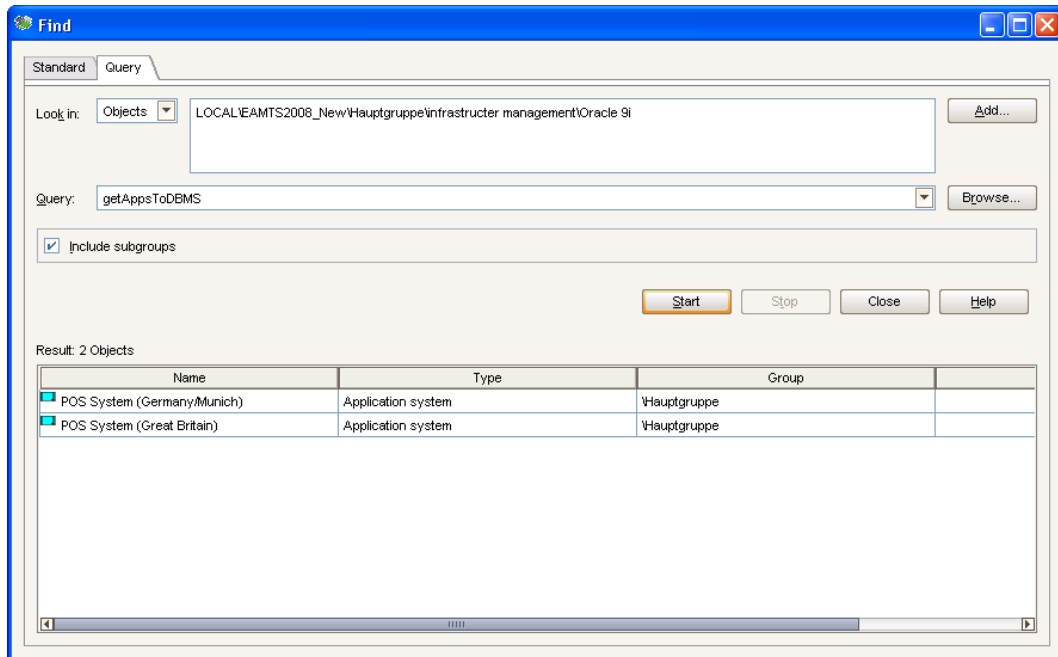 Find
Standard Query
Look in: Objects LOCAL\EAMTS2008_New\Hauptgruppe\infrastructer management\Oracle 9i Add...
Query: getAppsToDBMS Browse...
Include subgroups
Start Stop Close Help
Result: 2 Objects
Name Type Group
POS System (Germany/Munich) Application system \Hauptgruppe
POS System (Great Britain) Application system \Hauptgruppe